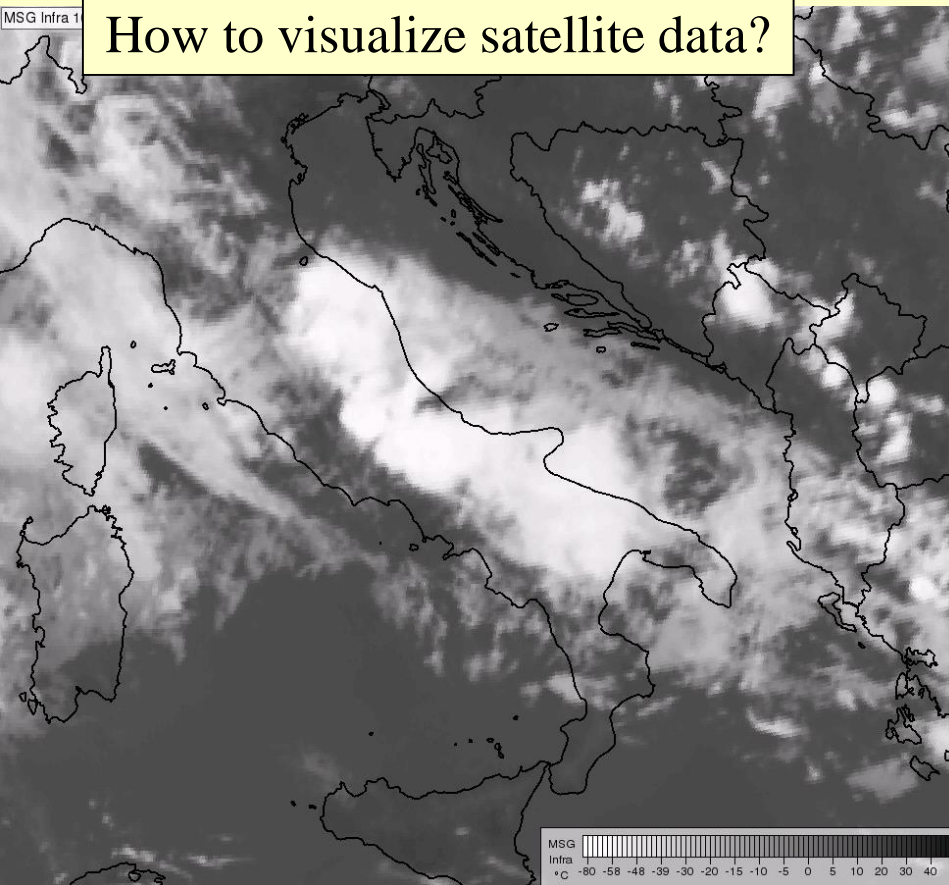 How to visualize satellite data?
MSG Infra
MSG
Infra
°C -80 -58 -48 -39 -30 -20 -15 -10 -5 0 5 10 20 30 40